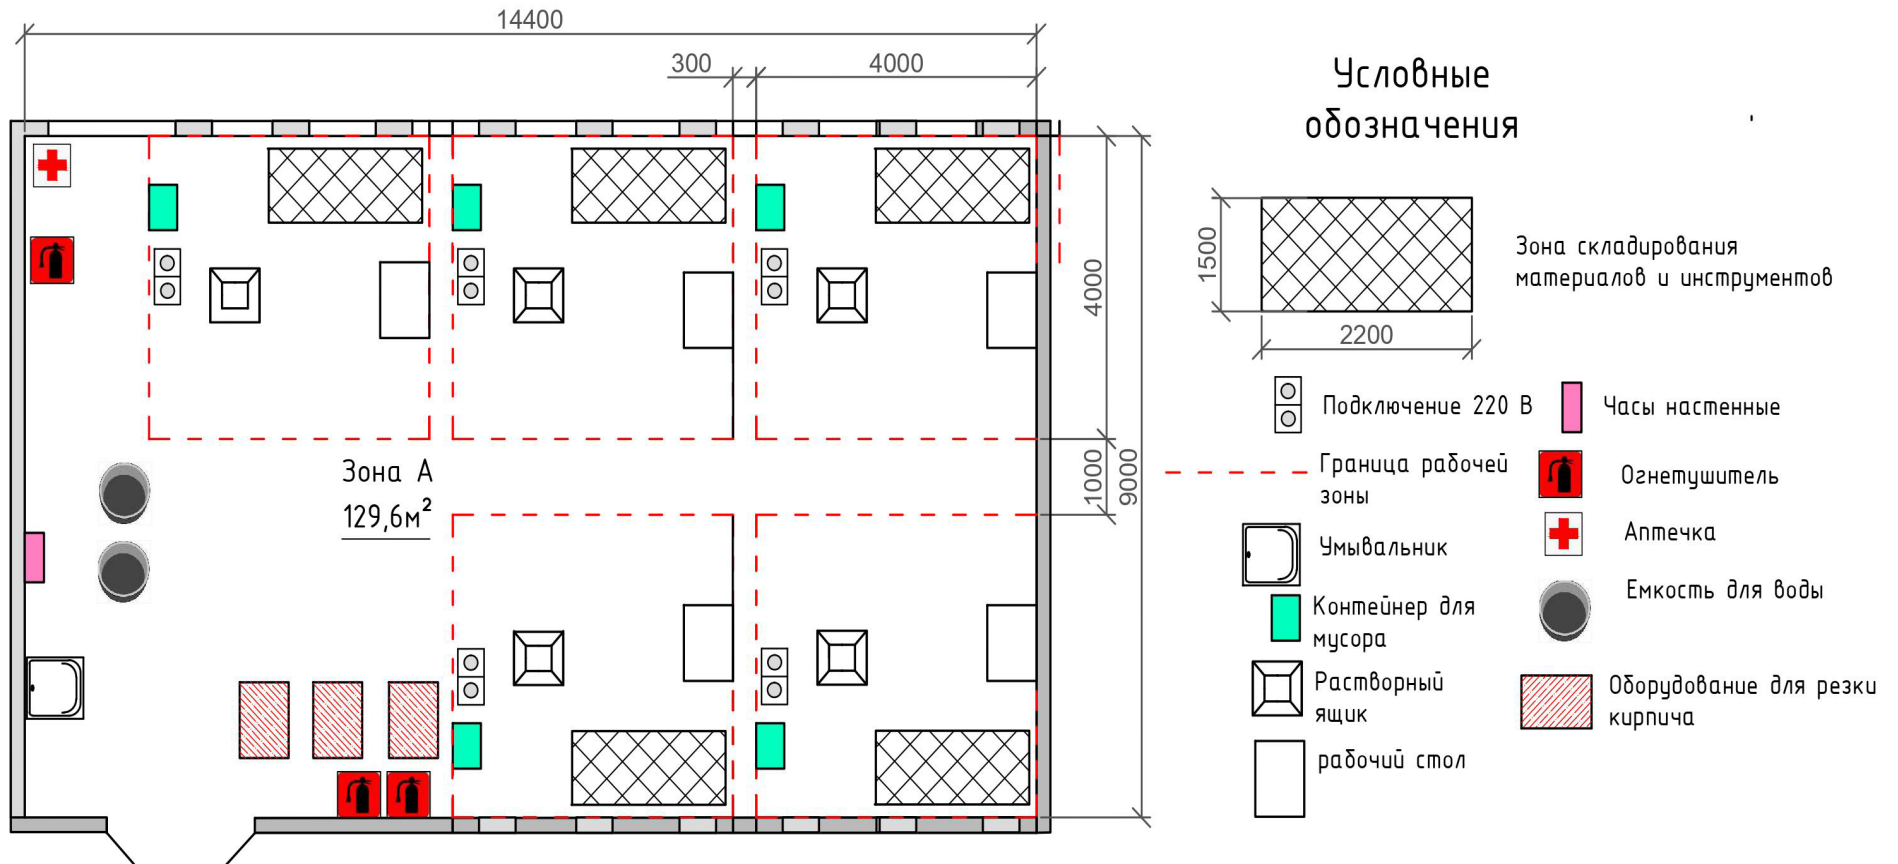 14400
300
4000
Условные
обозначения
4000
1000
9000
1500
2200
Зона складирования
материалов и инструментов
Подключение 220 В
Часы настенные
Граница рабочей
зоны
Огнетушитель
Зона А
129,6м²
Умывальник
Аптечка
Контейнер для
мусора
Емкость для воды
Растворный
ящик
Оборудование для резки
кирпича
рабочий стол